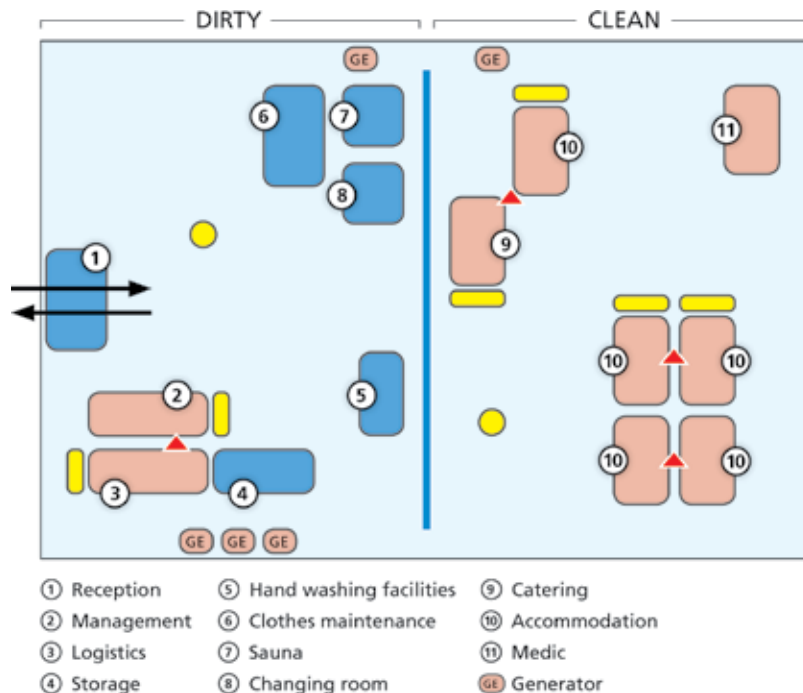 DIRTY CLEAN
GE GE
6 7 10 11
8
9
1
10 10
2 5
10 10
3 4
GE GE GE
1 Reception 5 Hand washing facilities 9 Catering
2 Management 6 Clothes maintenance 10 Accommodation
3 Logistics 7 Sauna 11 Medic
4 Storage 8 Changing room GE Generator